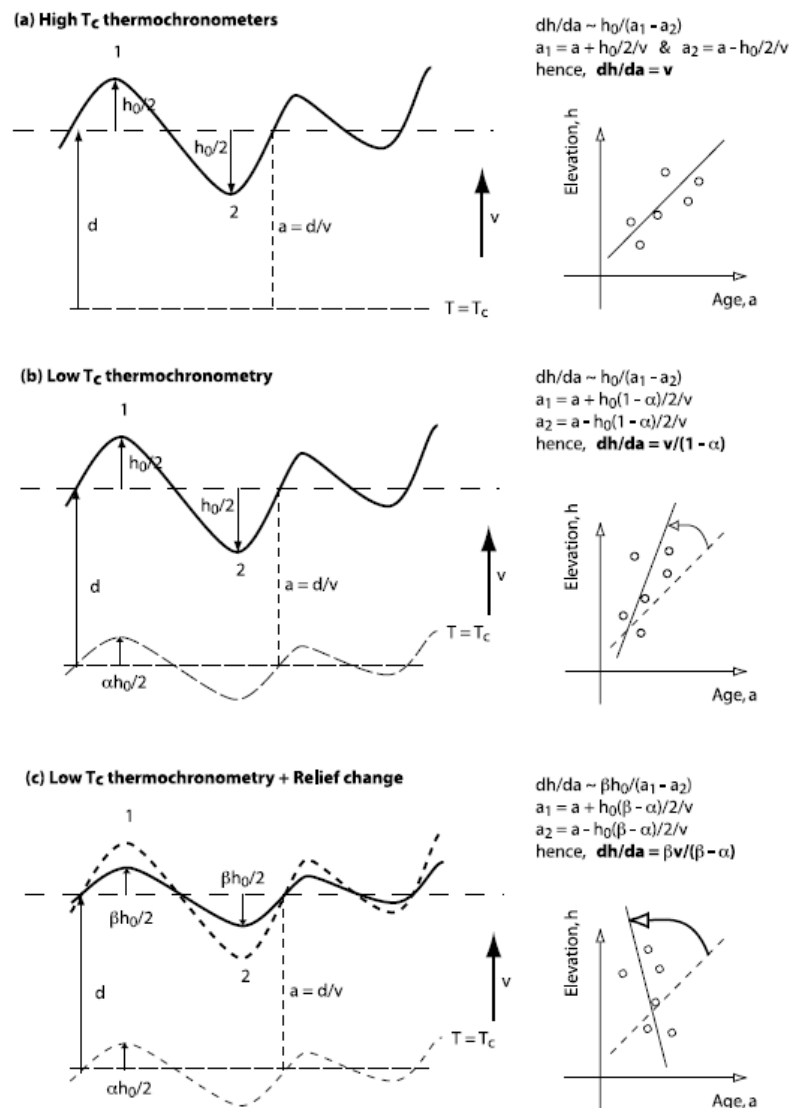 (a) High Tc thermochronometers
1
h0/2
h0/2
2
d
a = d/v
v
T = Tc
dh/da ~ h0/(a1 - a2)
a1 = a + h0/2/v & a2 = a - h0/2/v
hence, dh/da = v
Elevation, h
Age, a
(b) Low Tc thermochronometry
1
h0/2
h0/2
2
d
a = d/v
v
T = Tc
αh0/2
dh/da ~ h0/(a1 - a2)
a1 = a + h0(1 - α)/2/v
a2 = a - h0(1 - α)/2/v
hence, dh/da = v/(1 - α)
Elevation, h
Age, a
(c) Low Tc thermochronometry + Relief change
1
βh0/2
βh0/2
2
d
a = d/v
v
T = Tc
αh0/2
dh/da ~ βh0/(a1 - a2)
a1 = a + h0(β - α)/2/v
a2 = a - h0(β - α)/2/v
hence, dh/da = βv/(β - α)
Elevation, h
Age, a